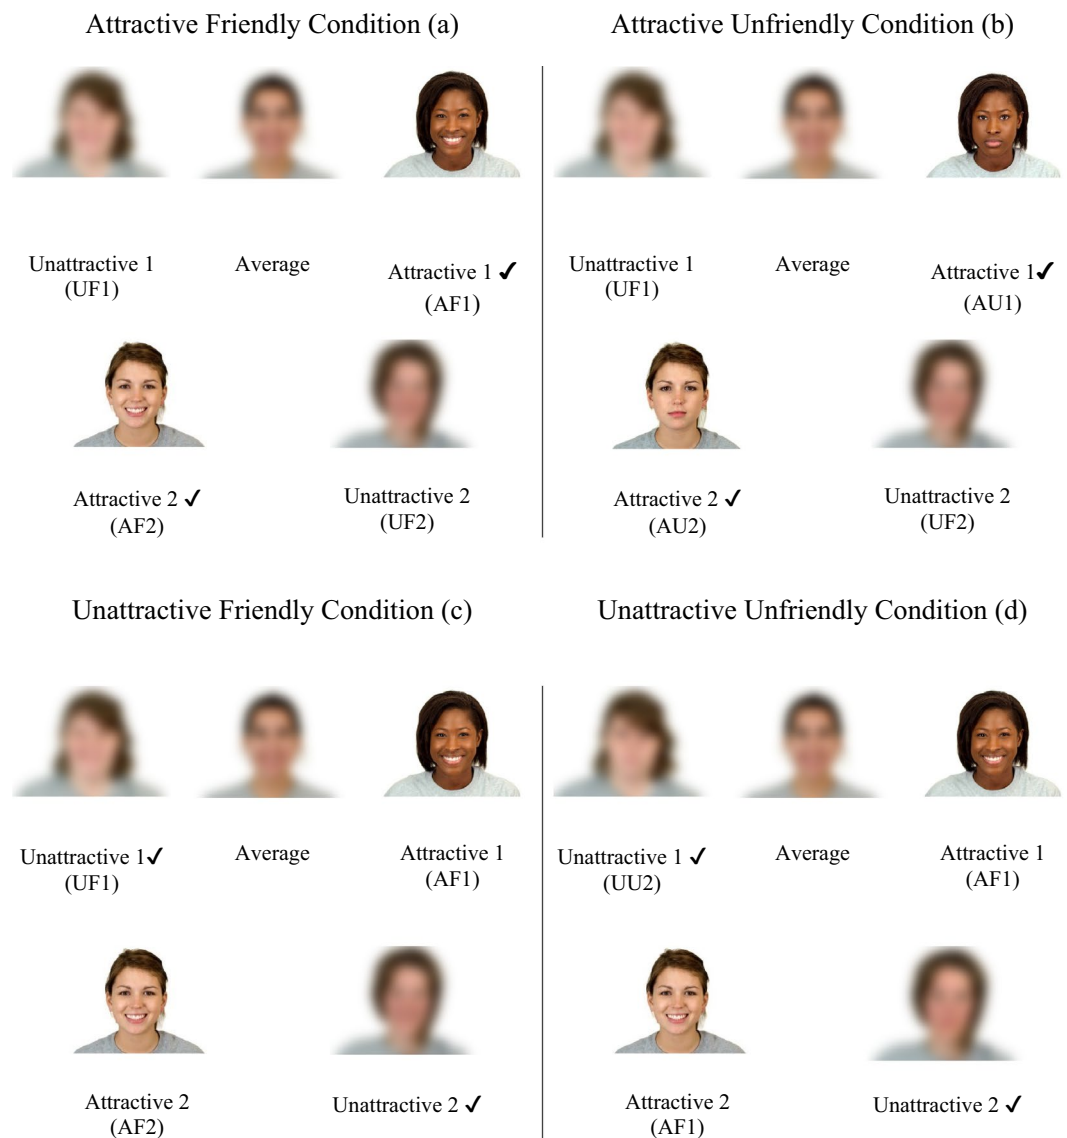 Attractive Friendly Condition (a)
Attractive Unfriendly Condition (b)
Unattractive 1
(UF1)
Average
Attractive 1 ✔
(AF1)
Unattractive 1
(UF1)
Average
Attractive 1✔
(AU1)
Attractive 2 ✔
(AF2)
Unattractive 2
(UF2)
Attractive 2 ✔
(AU2)
Unattractive 2
(UF2)
Unattractive Friendly Condition (c)
Unattractive Unfriendly Condition (d)
Unattractive 1✔
(UF1)
Average
Attractive 1
(AF1)
Unattractive 1 ✔
(UU2)
Average
Attractive 1
(AF1)
Attractive 2
(AF2)
Unattractive 2 ✔
Attractive 2
(AF1)
Unattractive 2 ✔